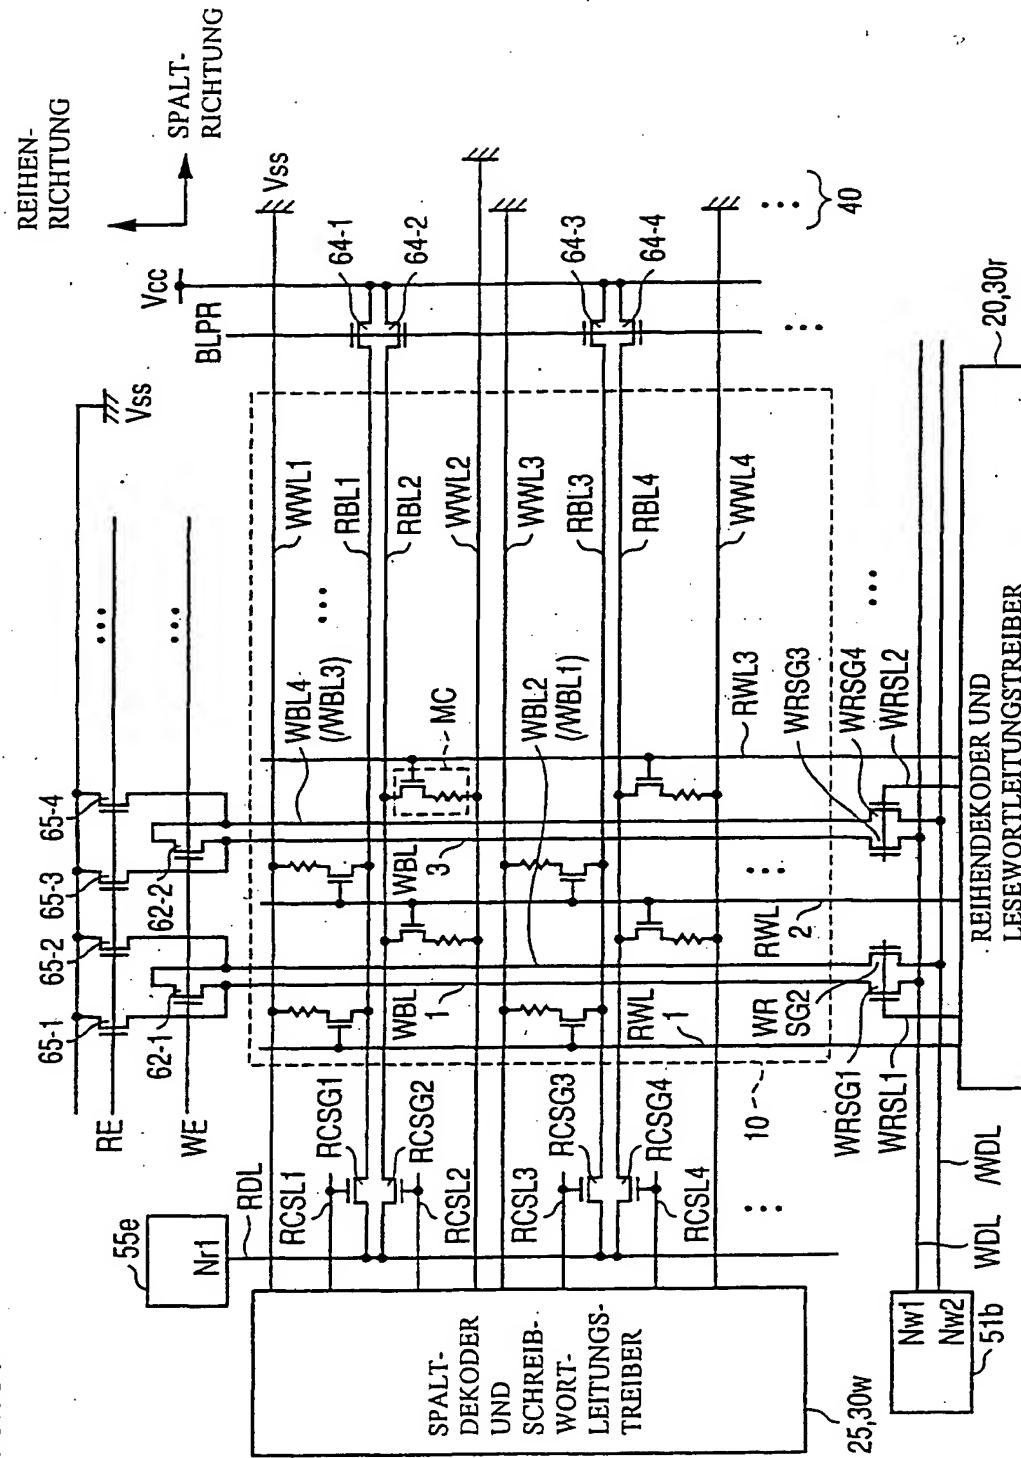 REIHEN-
RICHTUNG
SPALT-
RICHTUNG
Vcc
Vss
BLPR
64-1
64-2
64-3
64-4
40
Vss
65-1
65-2
65-3
65-4
62-1
62-2
RE
WE
WWL1
RBL1
RBL2
WWL2
WWL3
RBL3
RBL4
WWL4
WBL4
(/WBL3)
MC
WBL2
(/WBL1)
RWL3
WRSG3
WRSG4
WRSL2
WBL
3
WBL
1
RWL
2
RWL
1
WR
SG2
WRSG1
WRSL1
10
RDL
RCSL1
RCSG1
RCSG2
RCSL2
RCSL3
RCSG3
RCSG4
RCSL4
55e
Nr1
SPALT-
DEKODER
UND
SCHREIB-
WORT-
LEITUNGS-
TREIBER
25,30w
Nw1
Nw2
51b
WDL
/WDL
REIHENDEKODER UND
LESEWORTLEITUNGSTREIBER
20,30r